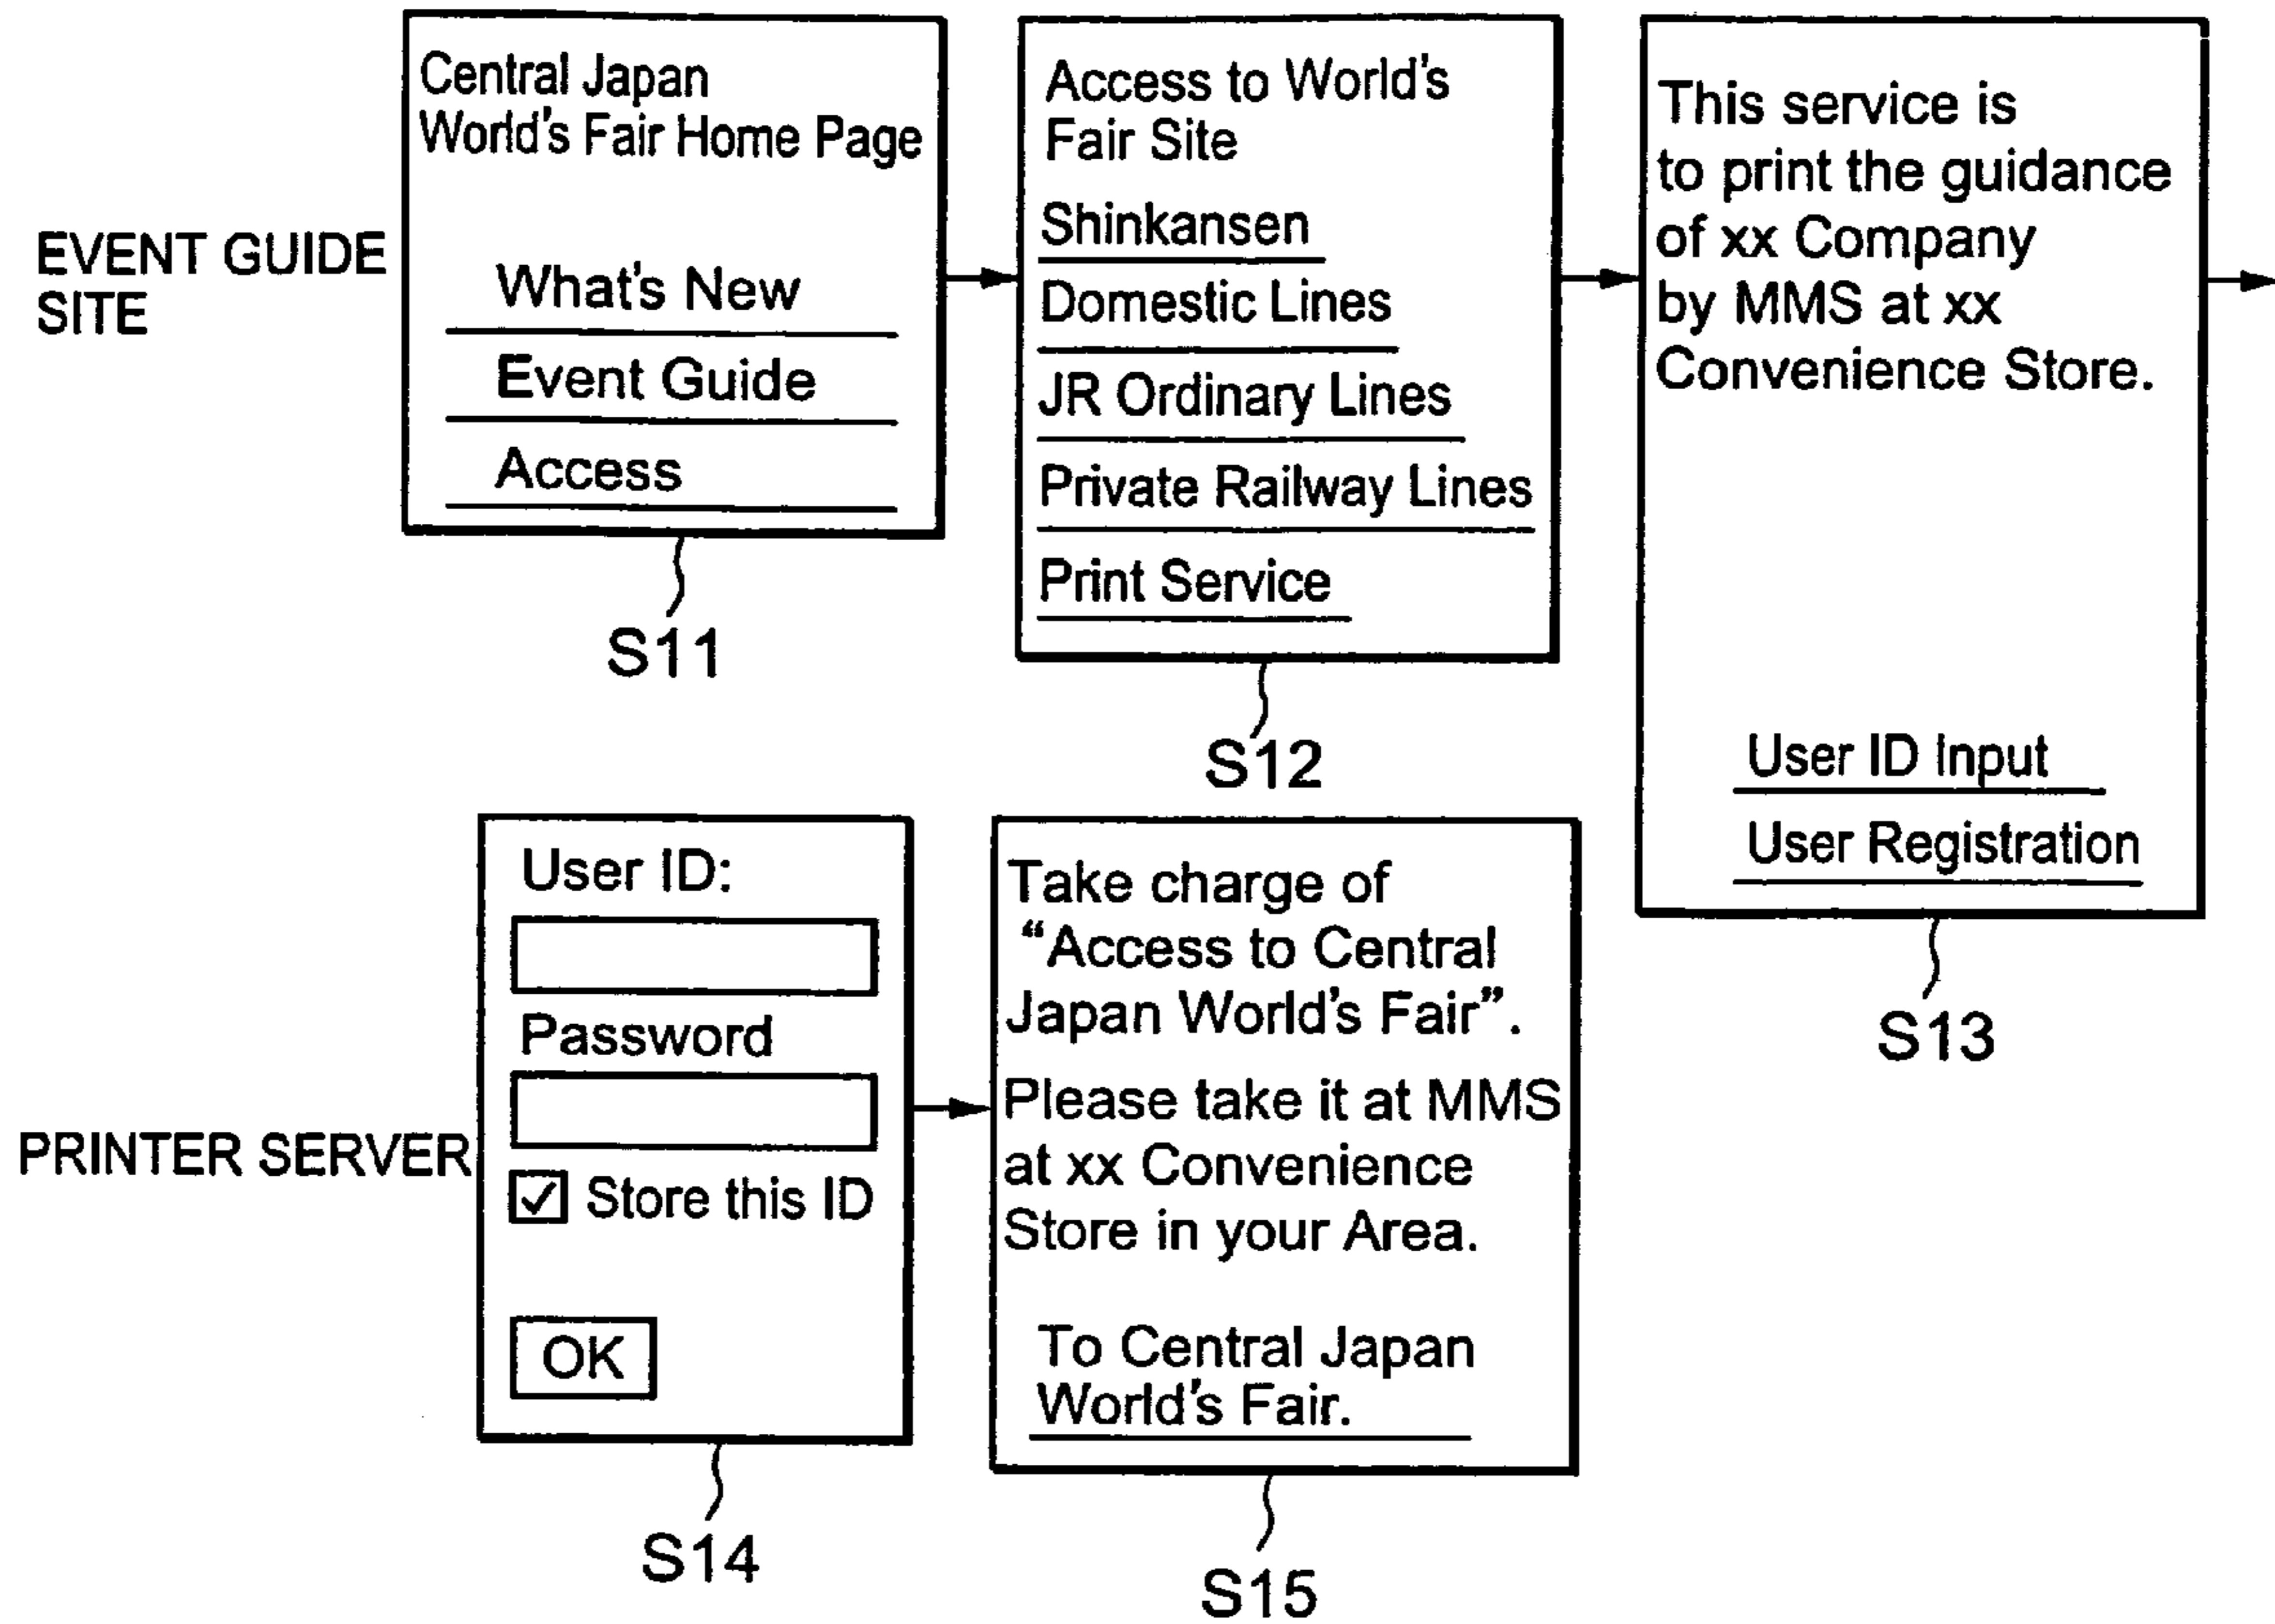 EVENT GUIDE
SITE
Central Japan
World's Fair Home Page
What's New
Event Guide
Access
S11
Access to World's
Fair Site
Shinkansen
Domestic Lines
JR Ordinary Lines
Private Railway Lines
Print Service
S12
This service is
to print the guidance
of xx Company
by MMS at xx
Convenience Store.
User ID Input
User Registration
S13
PRINTER SERVER
User ID:
Password
Store this ID
OK
S14
Take charge of
“Access to Central
Japan World's Fair”.
Please take it at MMS
at xx Convenience
Store in your Area.
To Central Japan
World's Fair.
S15